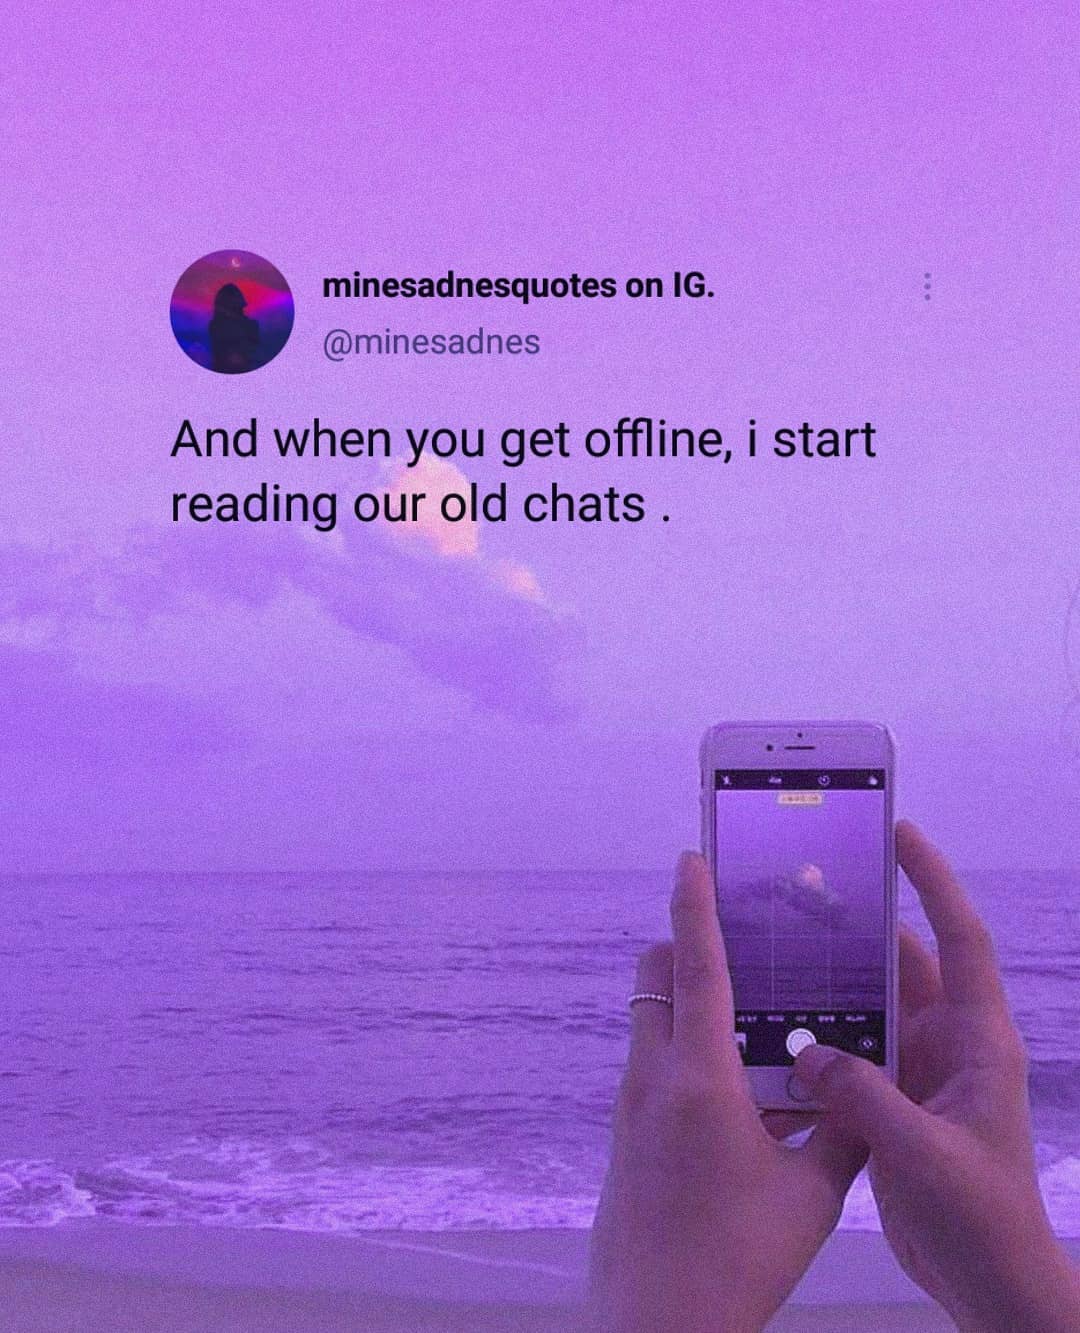 minesadnesquotes on IG.
@minesadnes
And when you get offline, i start
reading our old chats .